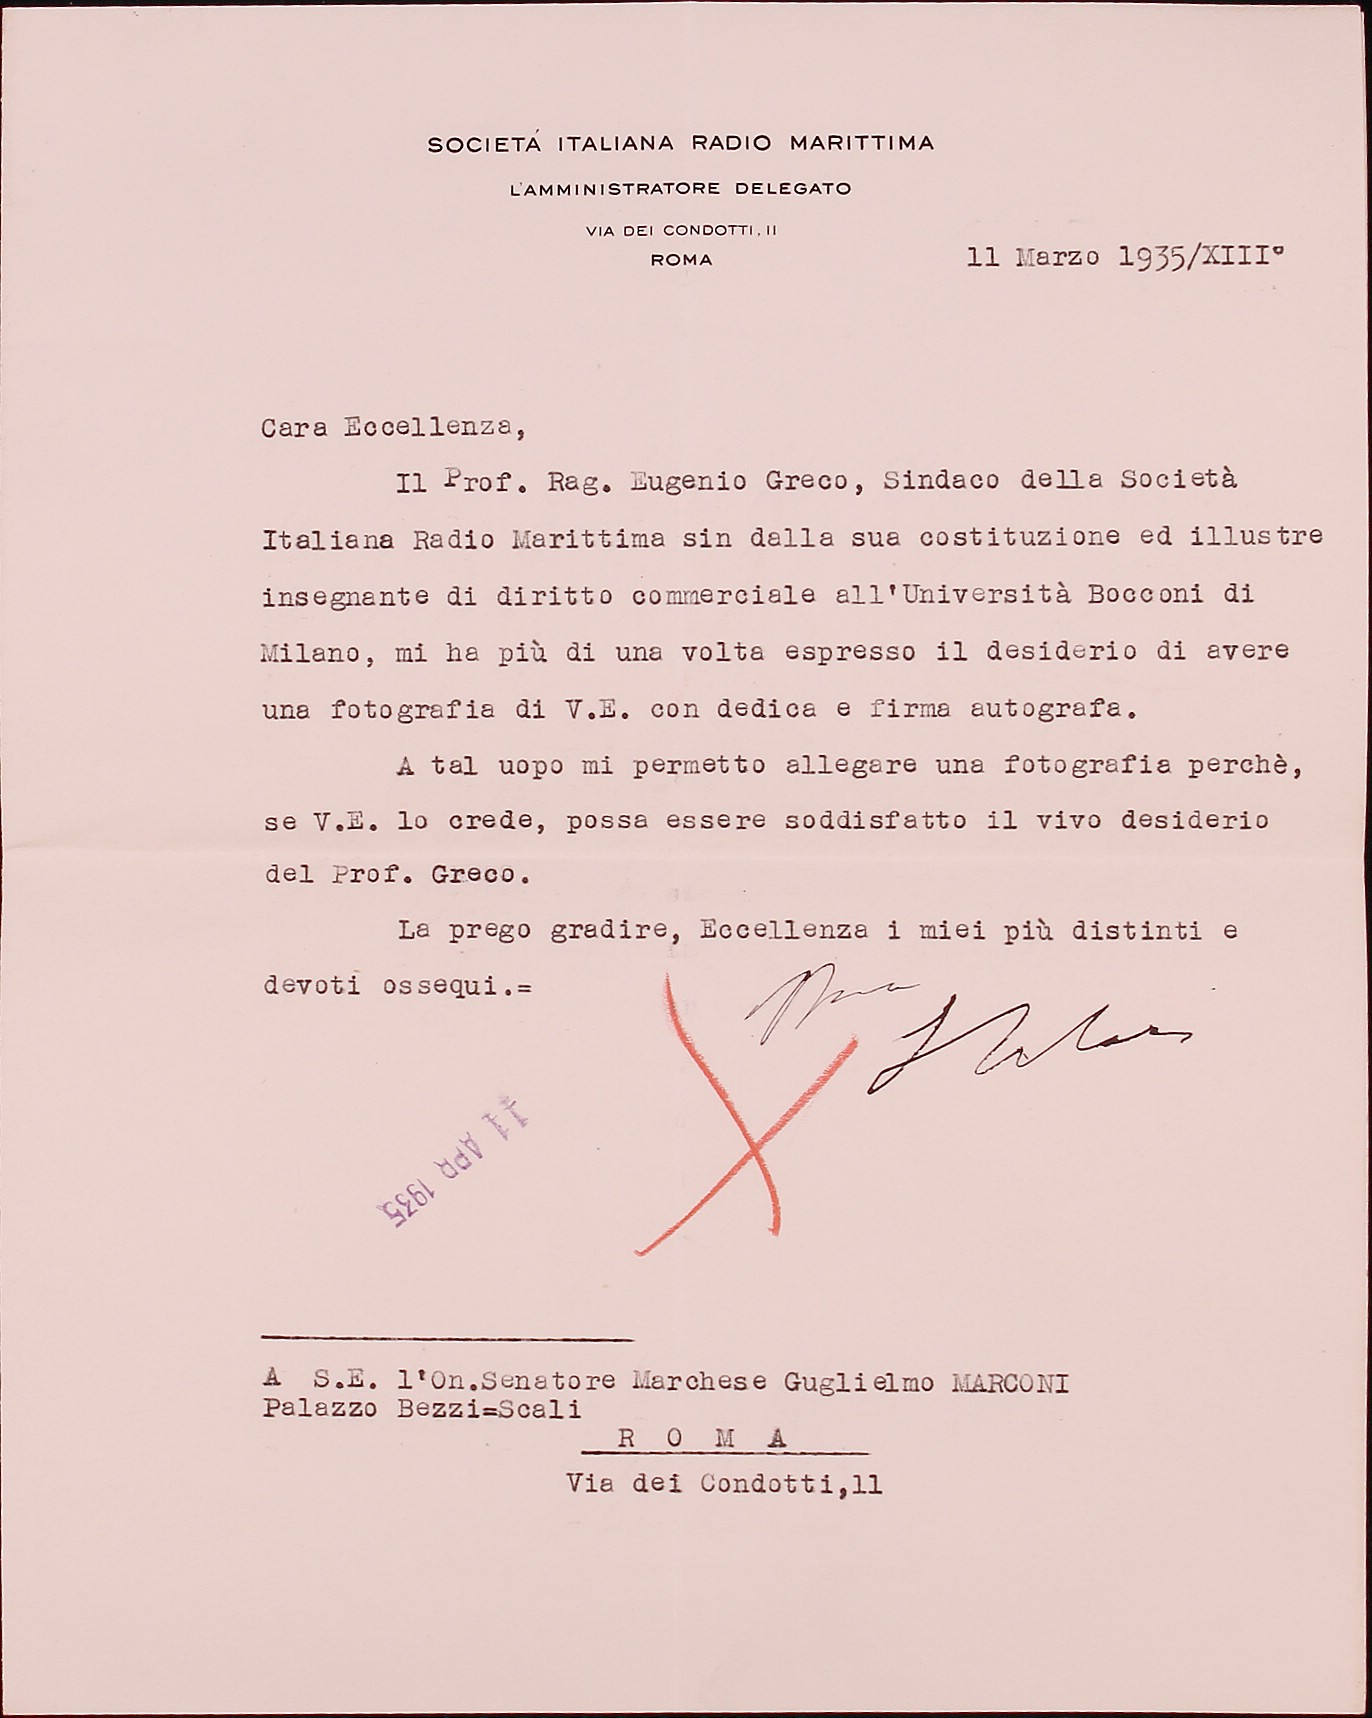 SOCIETÁ ITALIANA RADIO MARITTIMA
L'AMMINISTRATORE DELEGATO
VIA DEI CONDOTTI, 11
ROMA
11 Marzo 1935/XIII°
Cara Eccellenza,
Il Prof. Rag. Eugenio Greco, Sindaco della Società
Italiana Radio Marittima sin dalla sua costituzione ed illustre
insegnante di diritto commerciale all'Università Bocconi di
Milano, mi ha più di una volta espresso il desiderio di avere
una fotografia di V.E. con dedica e firma autografa.
A tal uopo mi permetto allegare una fotografia perchè,
se V.E. lo crede, possa essere soddisfatto il vivo desiderio
del Prof. Greco.
La prego gradire, Eccellenza i miei più distinti e
devoti ossequi.=
11 APR 1935
A S.E. l'On.Senatore Marchese Guglielmo MARCONI
Palazzo Bezzi=Scali
R O M A
Via dei Condotti,11